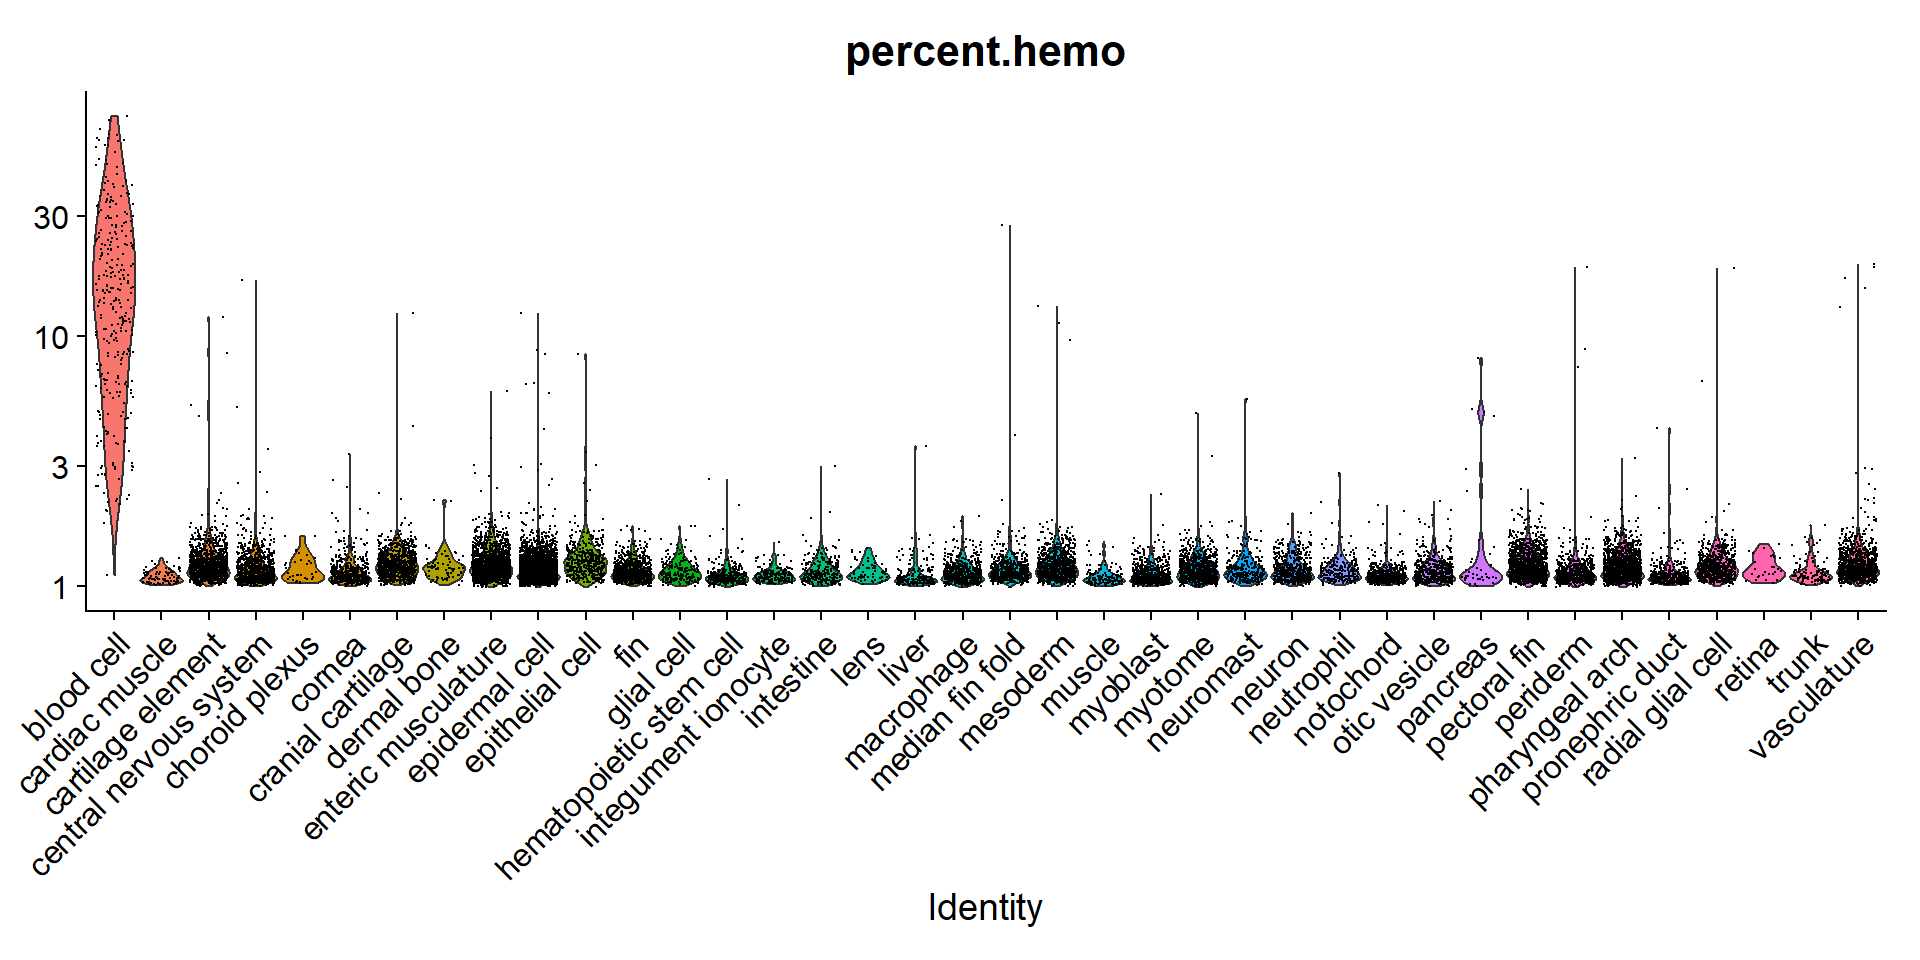 percent.hemo
30
10
3
1
blood cell
cardiac muscle
cartilage element
central nervous system
choroid plexus
cornea
cranial cartilage
dermal bone
enteric musculature
epidermal cell
epithelial cell
fin
glial cell
hematopoietic stem cell
integument ionocyte
intestine
lens
liver
macrophage
median fin fold
mesoderm
muscle
myoblast
myotome
neuromast
neuron
neutrophil
notochord
otic vesicle
pancreas
pectoral fin
periderm
pharyngeal arch
pronephric duct
radial glial cell
retina
trunk
vasculature
Identity